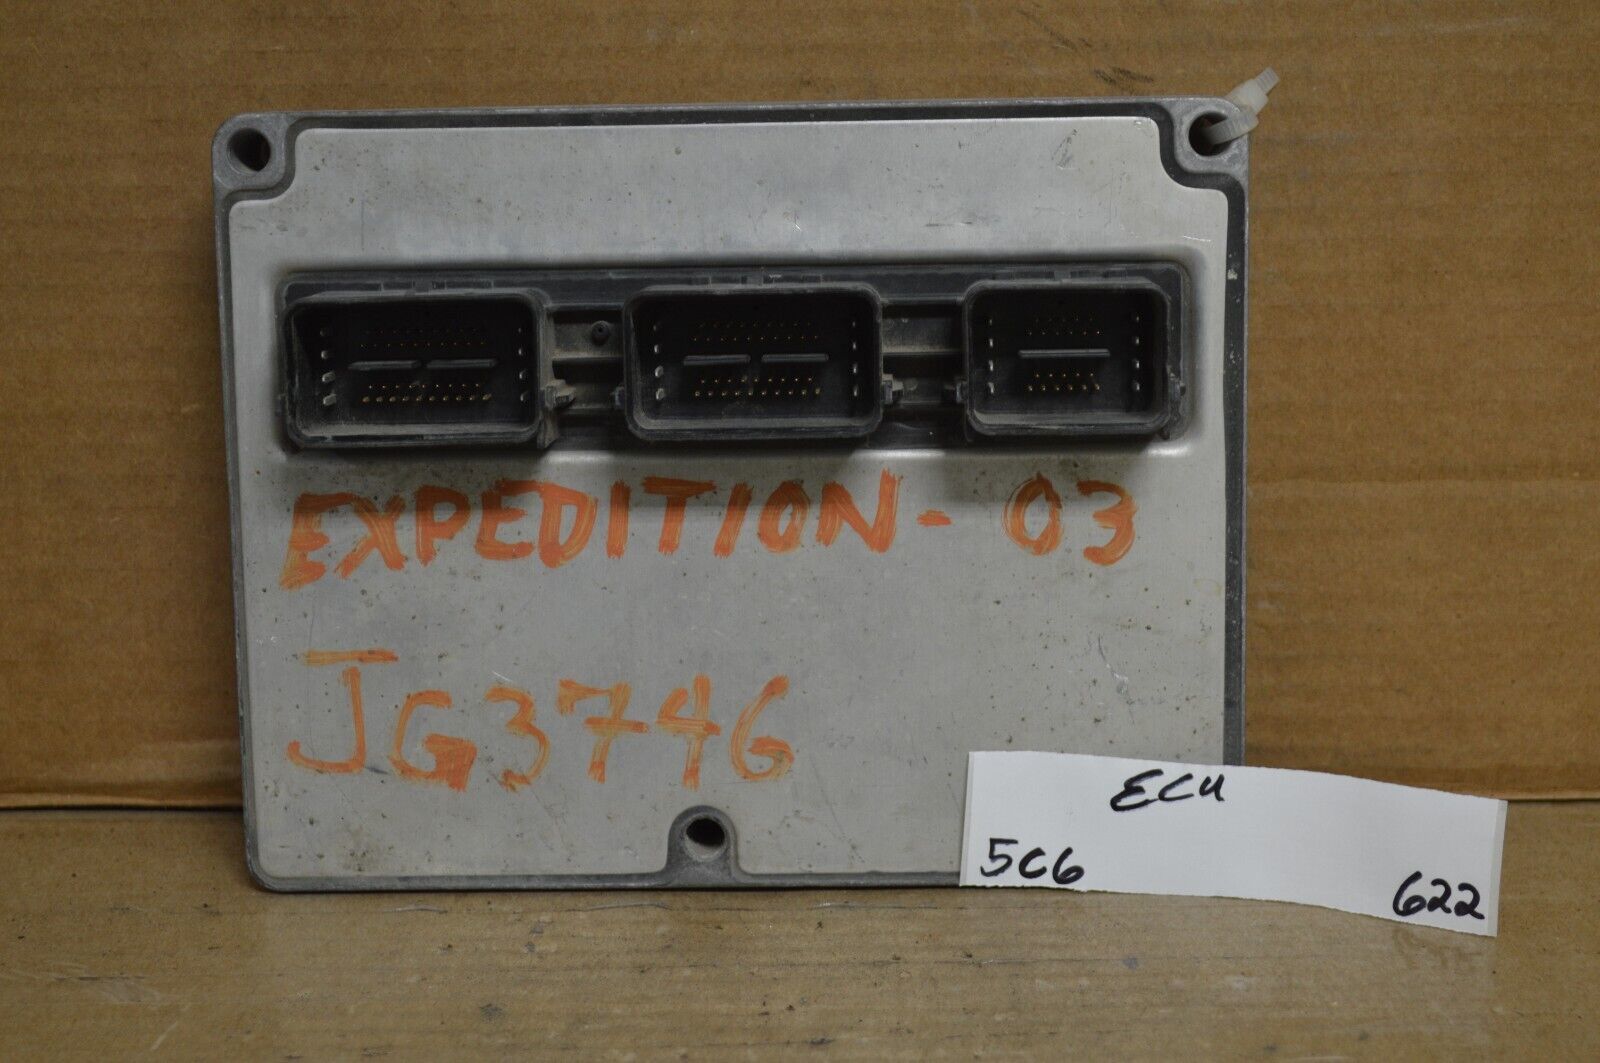 EXPEDITION - 03
JG3746
ECU
5C6
622